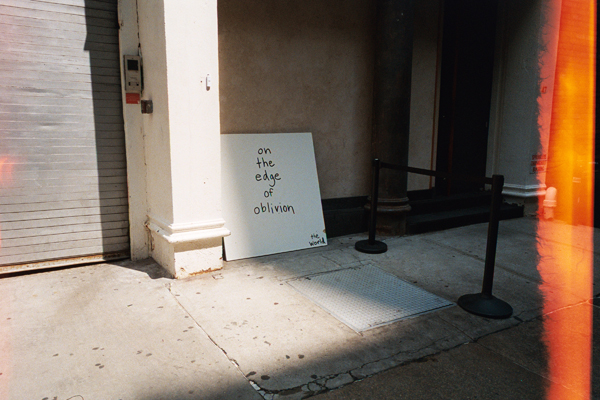 on
the
edge
of
oblivion
the
world